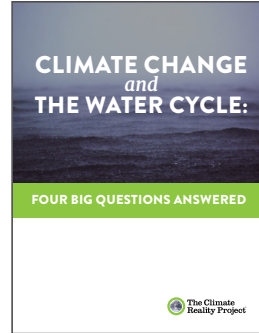 CLIMATE CHANGE
and
THE WATER CYCLE:
FOUR BIG QUESTIONS ANSWERED
The Climate
Reality Project